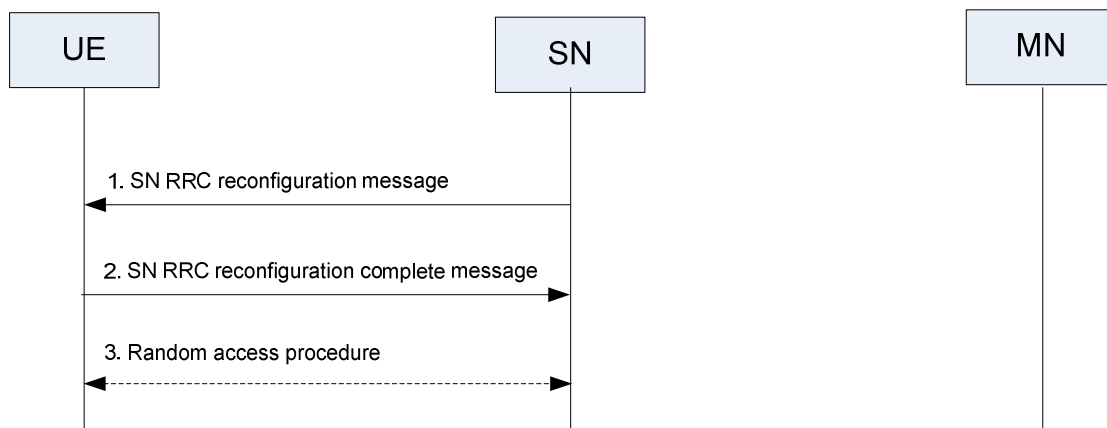 UE
SN
MN
1. SN RRC reconfiguration message
2. SN RRC reconfiguration complete message
3. Random access procedure